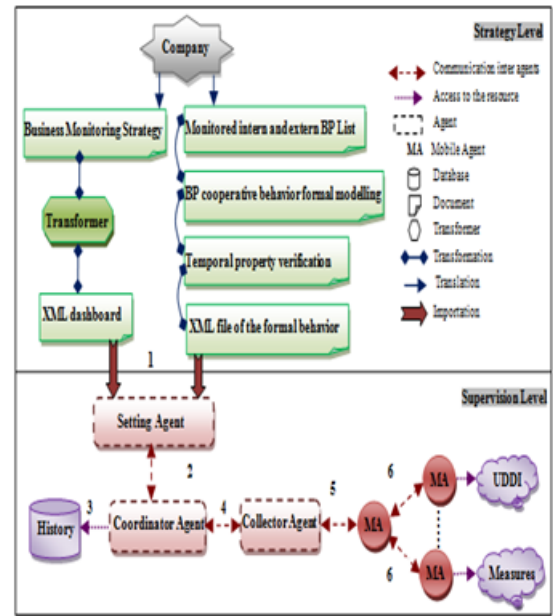 Company
Strategy Level
Communication inter agents
Access to the resource
Agent
MA Mobile Agent
Database
Document
Transformer
Transformation
Translation
Importation
Business Monitoring Strategy
Transformer
XML dashboard
Monitored intern and extern BP List
BP cooperative behavior formal modelling
Temporal property verification
XML file of the formal behavior
1
Supervision Level
Setting Agent
2
History
3
Coordinator Agent
4
Collector Agent
5
MA
6
MA
UDDI
6
MA
Measures